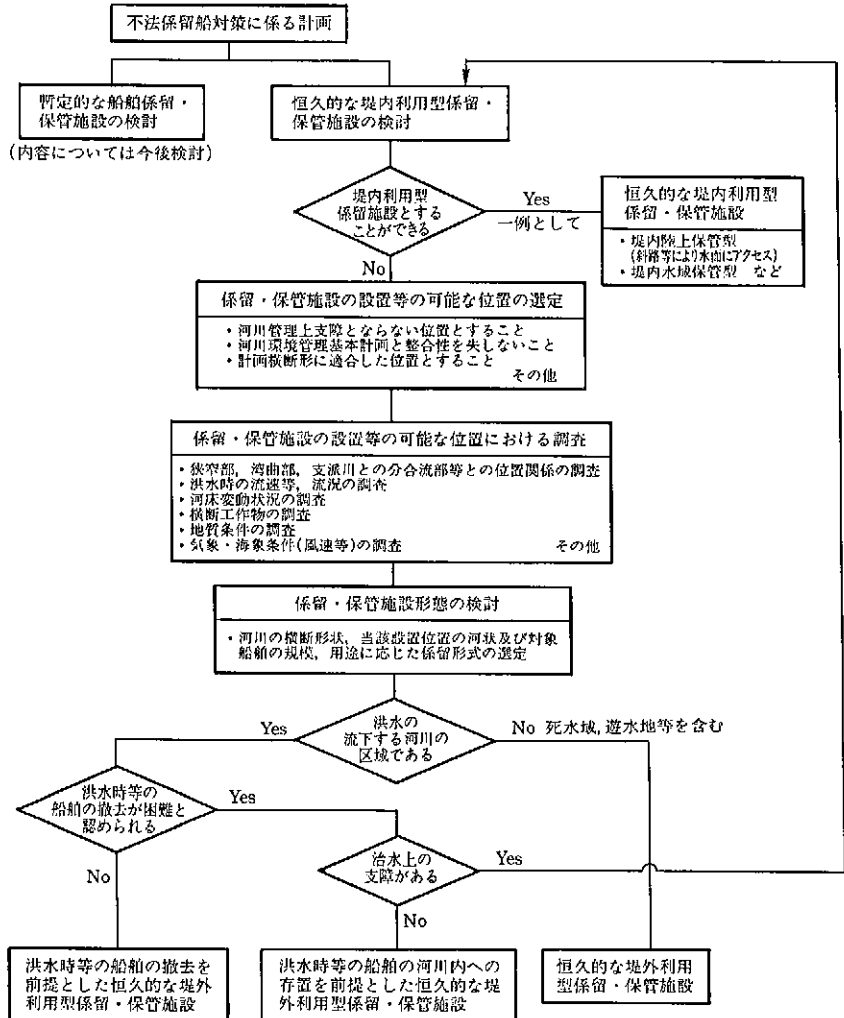 不法係留船対策に係る計画
暫定的な船舶係留・
保管施設の検討
(内容については今後検討)
恒久的な堤内利用型係留・
保管施設の検討
堤内利用型
係留施設とする
ことができる
Yes
一例として
恒久的な堤内利用型
係留・保管施設
・堤内陸上保管型
(斜路等により水面にアクセス)
・堤内水域保管型 など
No
係留・保管施設の設置等の可能な位置の選定
・河川管理上支障とならない位置とすること
・河川環境管理基本計画と整合性を失しないこと
・計画横断形に適合した位置とすること
その他
係留・保管施設の設置等の可能な位置における調査
・狭窄部，湾曲部，支派川との分合流部等との位置関係の調査
・洪水時の流速等，流況の調査
・河床変動状況の調査
・横断工作物の調査
・地質条件の調査
・気象・海象条件(風速等)の調査 その他
係留・保管施設形態の検討
・河川の横断形状，当該設置位置の河状及び対象
船舶の規模，用途に応じた係留形式の選定
洪水の
流下する河川の
区域である
Yes
No 死水域，遊水地等を含む
洪水時等の
船舶の撤去が困難と
認められる
Yes
No
治水上の
支障がある
Yes
No
洪水時等の船舶の撤去を
前提とした恒久的な堤外
利用型係留・保管施設
洪水時等の船舶の河川内への
存置を前提とした恒久的な堤
外利用型係留・保管施設
恒久的な堤外利用
型係留・保管施設